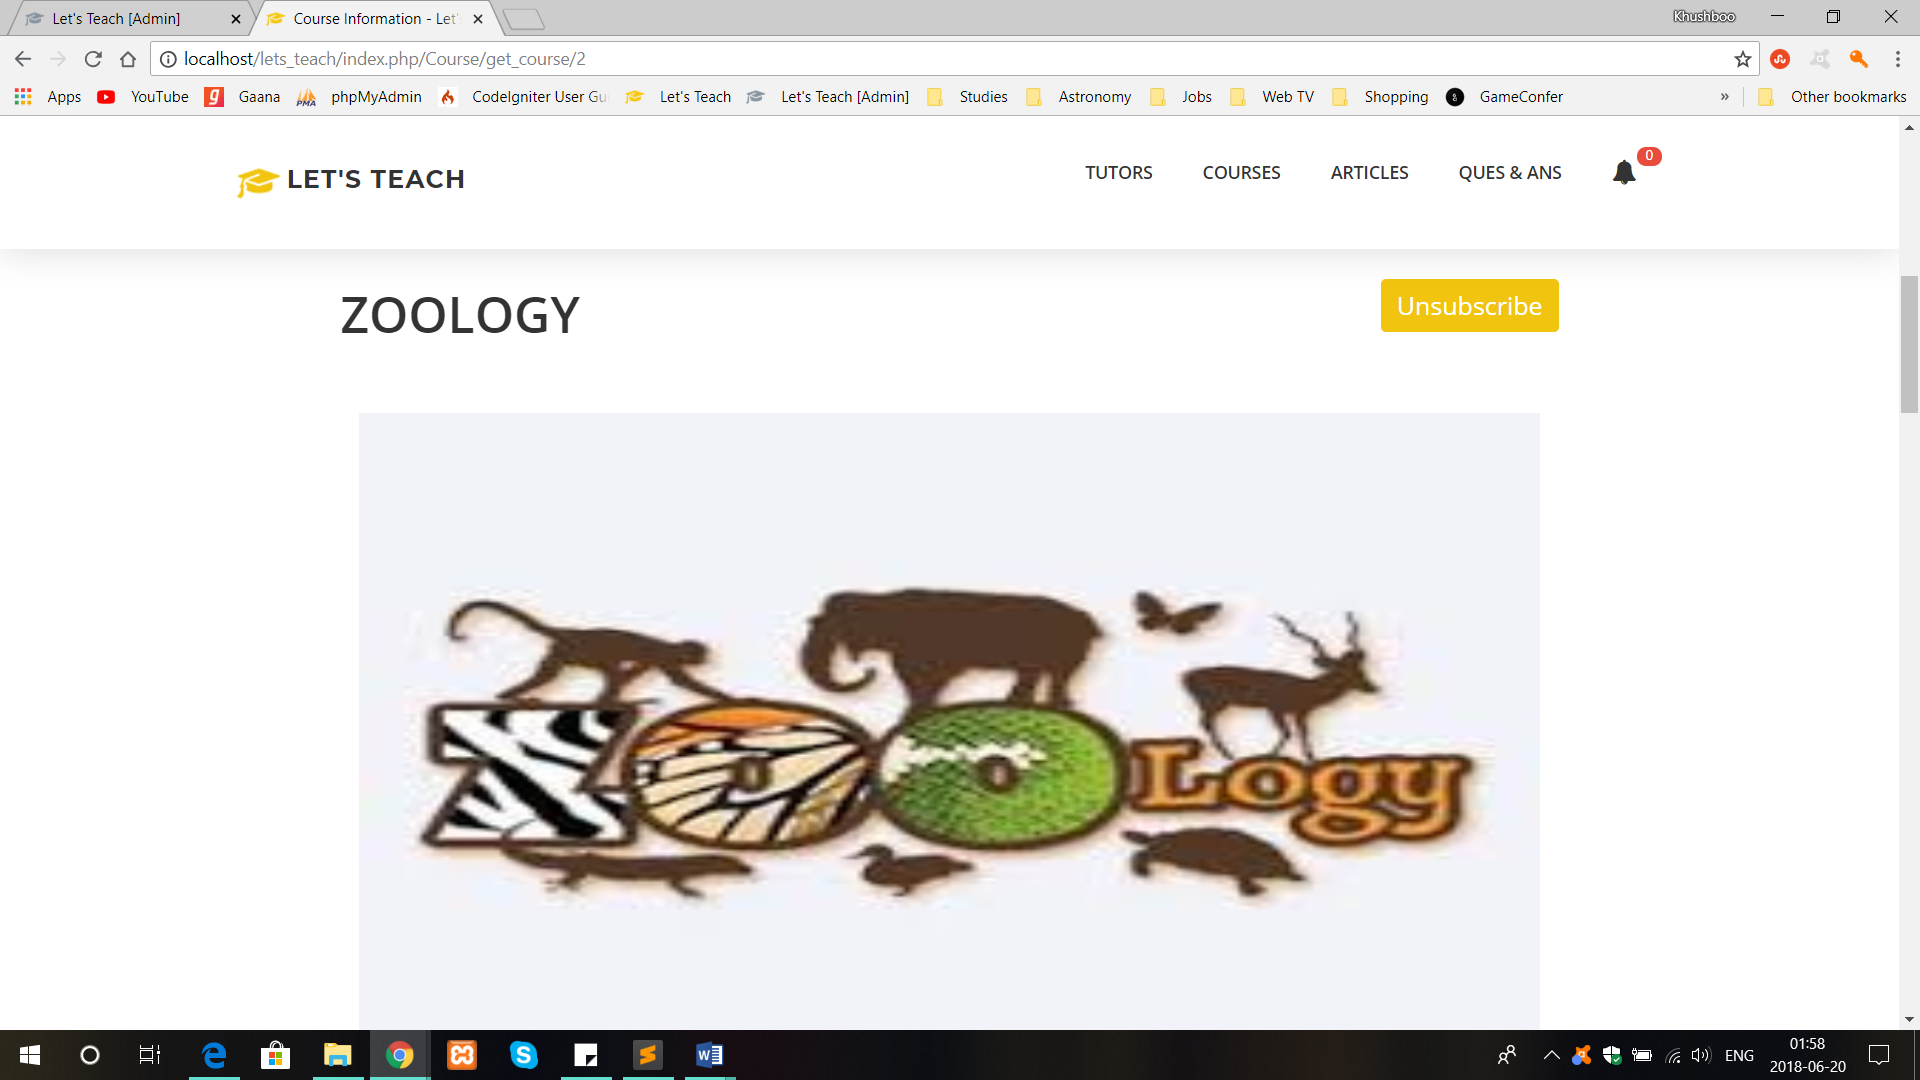 Let's Teach [Admin]
Course Information - Let'
Khushboo
localhost/lets_teach/index.php/Course/get_course/2
Apps YouTube Gaana phpMyAdmin CodeIgniter User Gu Let's Teach Let's Teach [Admin] Studies Astronomy Jobs Web TV Shopping GameConfer » Other bookmarks
LET'S TEACH
TUTORS COURSES ARTICLES QUES & ANS 0
ZOOLOGY
Unsubscribe
ZOOLogy
ENG
01:58
2018-06-20